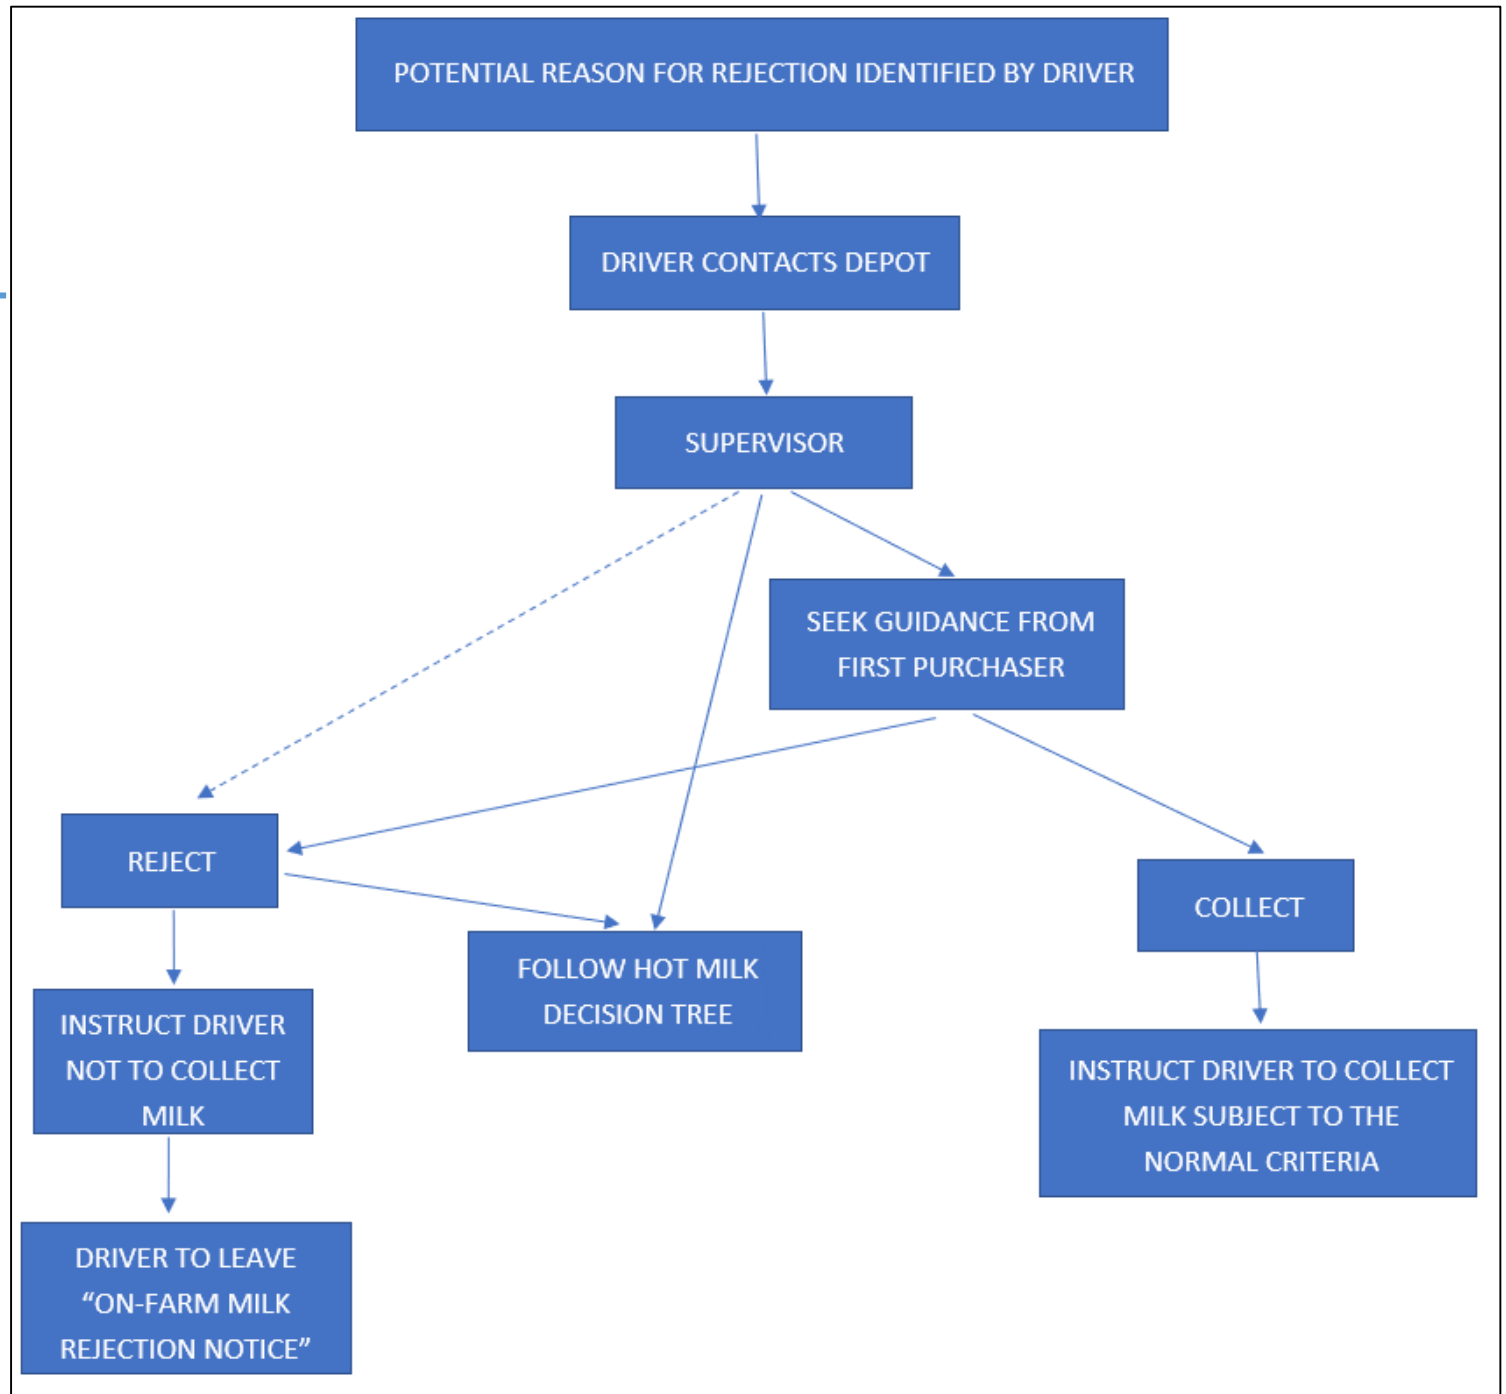 POTENTIAL REASON FOR REJECTION IDENTIFIED BY DRIVER
DRIVER CONTACTS DEPOT
SUPERVISOR
SEEK GUIDANCE FROM
FIRST PURCHASER
REJECT
COLLECT
FOLLOW HOT MILK
DECISION TREE
INSTRUCT DRIVER
NOT TO COLLECT
MILK
INSTRUCT DRIVER TO COLLECT
MILK SUBJECT TO THE
NORMAL CRITERIA
DRIVER TO LEAVE
“ON-FARM MILK
REJECTION NOTICE”